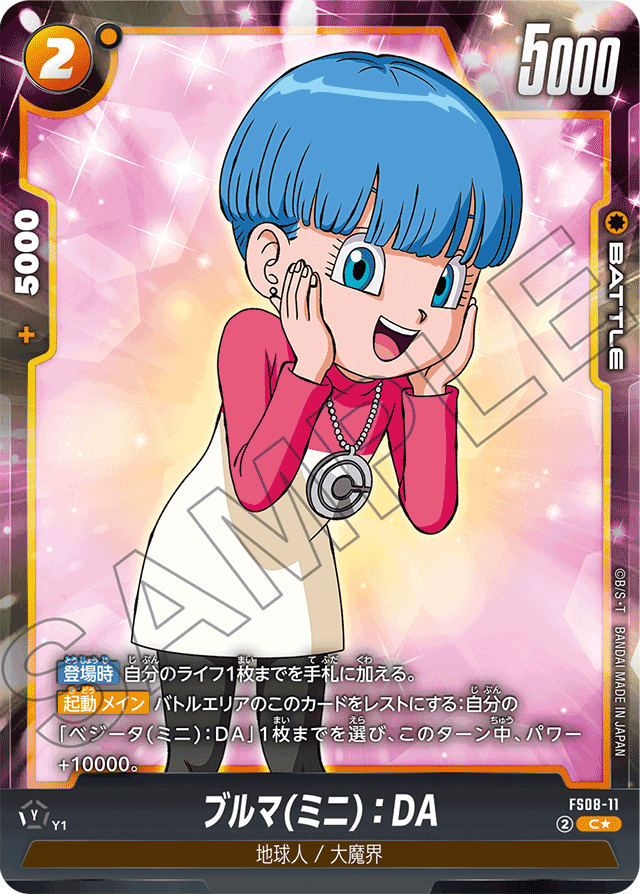 2
5000
+ 5000
BATTLE
SAMPLE
©B/S・T BANDAI MADE IN JAPAN
登場時 自分のライフ1枚までを手札に加える。
起動メイン バトルエリアのこのカードをレストにする:自分の
「ベジータ(ミニ):DA」1枚までを選び、このターン中、パワー
+10000。
Y Y1
ブルマ(ミニ):DA
FS08-11
② C★
地球人 / 大魔界